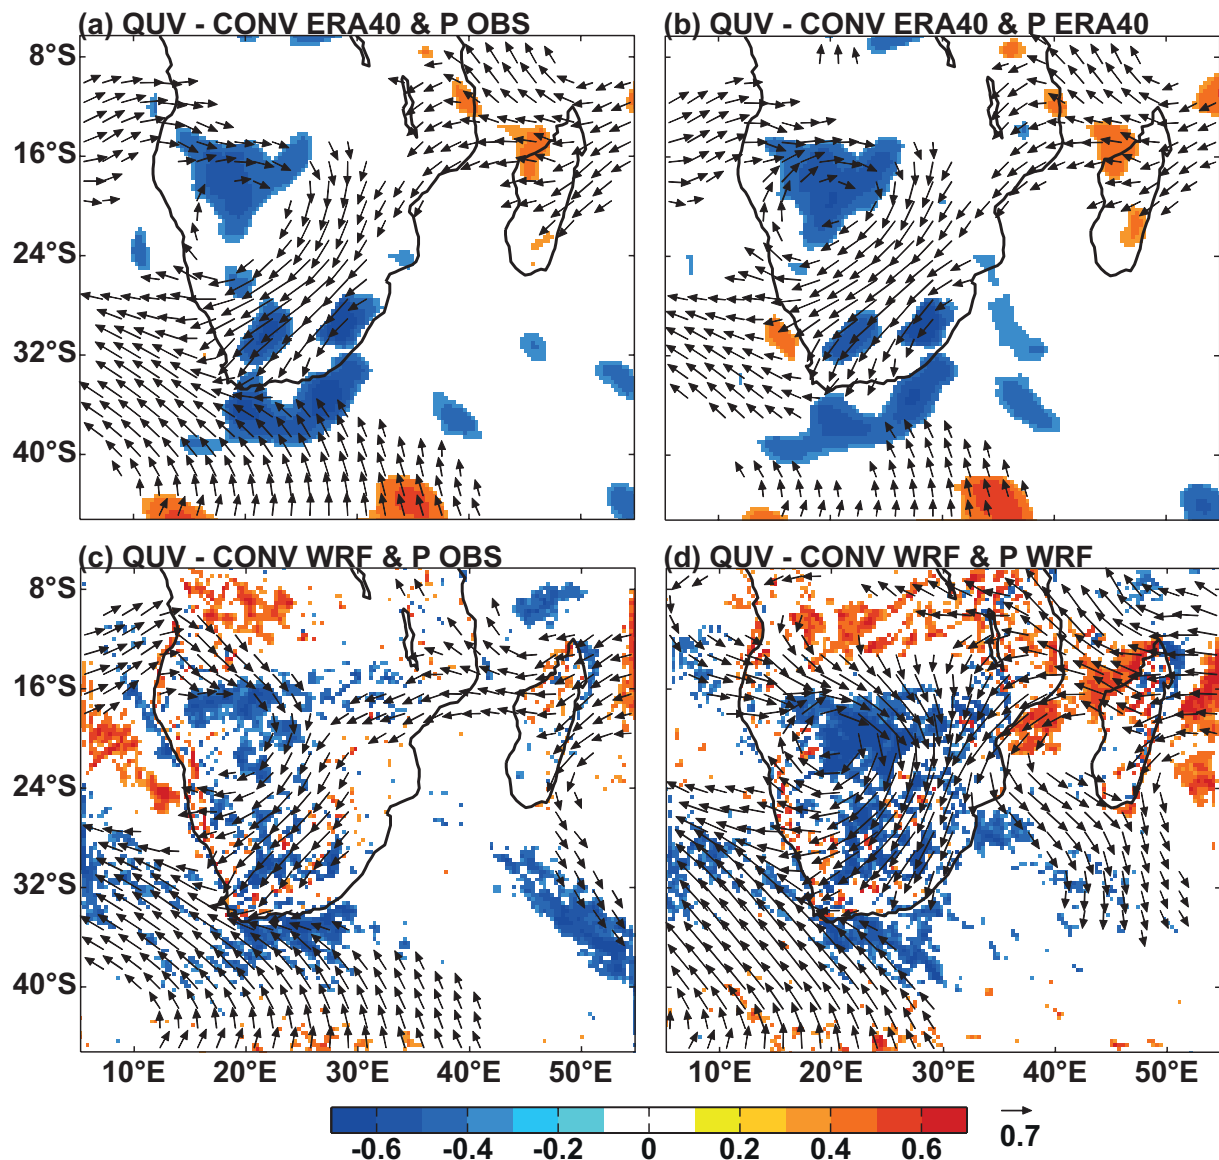 (a) QUV - CONV ERA40 & P OBS
(b) QUV - CONV ERA40 & P ERA40
8°S
16°S
24°S
32°S
40°S
(c) QUV - CONV WRF & P OBS
(d) QUV - CONV WRF & P WRF
8°S
16°S
24°S
32°S
40°S
10°E 20°E 30°E 40°E 50°E
10°E 20°E 30°E 40°E 50°E
-0.6 -0.4 -0.2 0 0.2 0.4 0.6
0.7